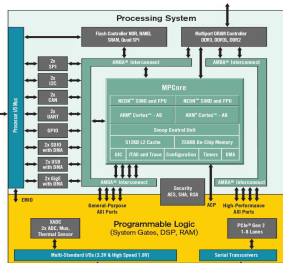 Processing System
Flash Controller NOR, NAND,
SRAM, Quad SPI
Multiport DRAM Controller
DDR3, DDR3L, DDR2
AMBA® Interconnect
AMBA® Interconnect
Processor I/O Mux
2x
SPI
2x
I2C
2x
CAN
2x
UART
GPIO
2x SDIO
with DMA
2x USB
with DMA
2x GigE
with DMA
MPCore
NEON™ SIMD and FPU
NEON™ SIMD and FPU
ARM® Cortex™ - A9
ARM® Cortex™ - A9
Snoop Control Unit
512KB L2 Cache
256KB On-Chip Memory
GIC
JTAG and Trace
Configuration
Timers
DMA
AMBA® Interconnect
AMBA® Interconnect
EMIO
General-Purpose
AXI Ports
Security
AES, SHA, RSA
ACP
High-Performance
AXI Ports
XADC
2x ADC, Mux,
Thermal Sensor
Programmable Logic
(System Gates, DSP, RAM)
PCIe® Gen 2
1-8 Lanes
Multi-Standard I/Os (3.3V & High Speed 1.8V)
Serial Transceivers